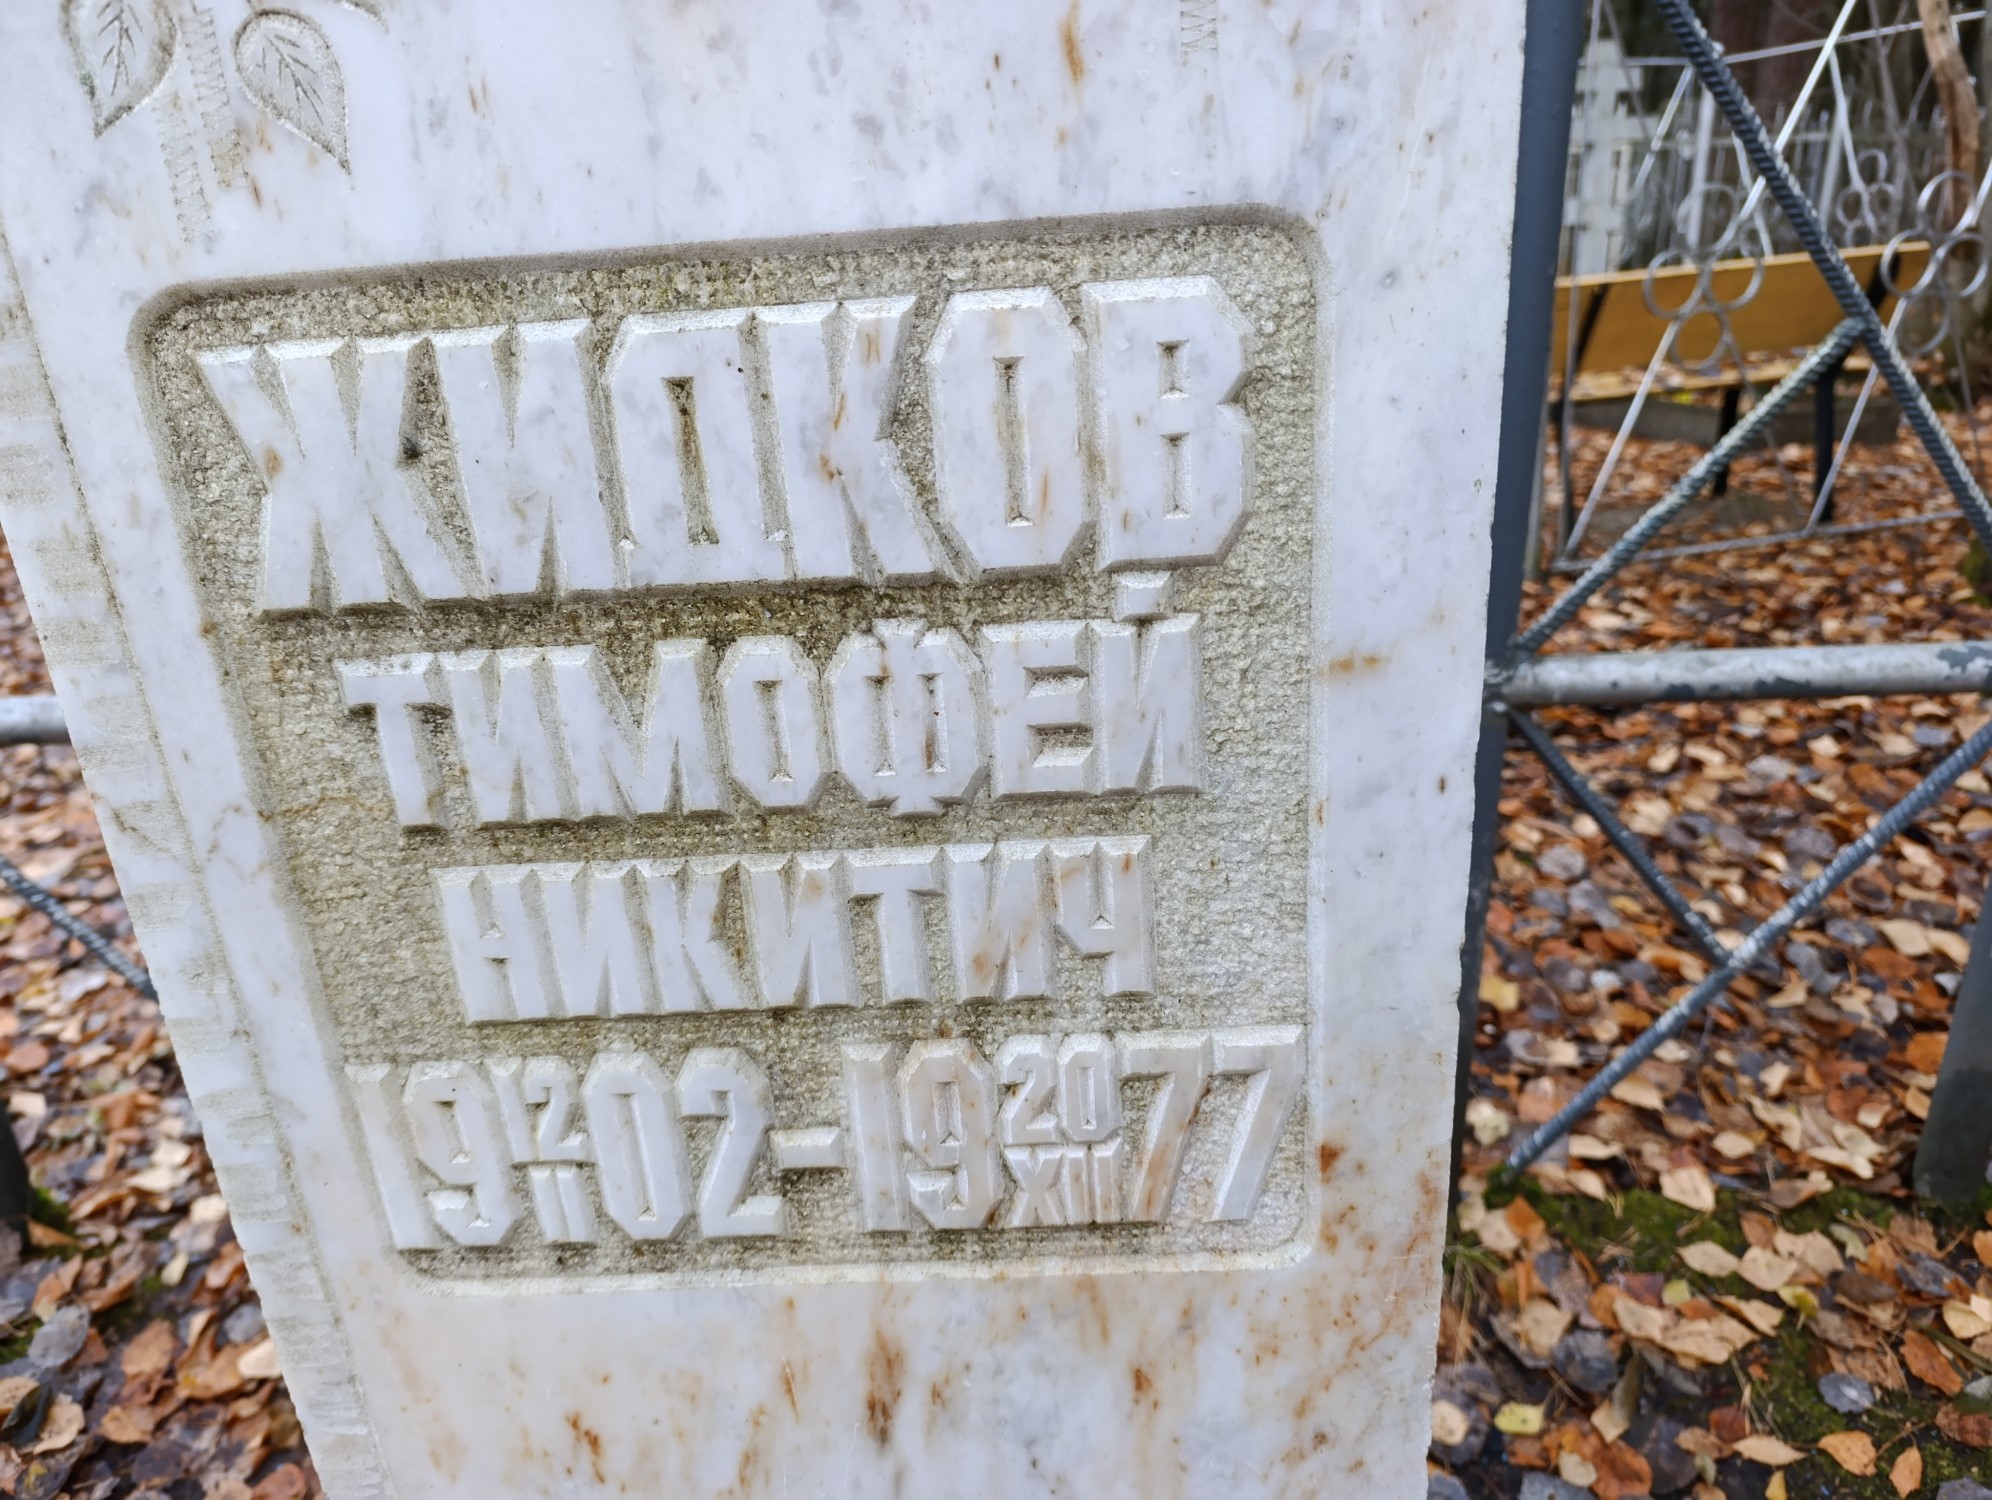 ЖИДКОВ
ТИМОФЕЙ
НИКИТИЧ
19 12/II 02 - 19 20/XII 77